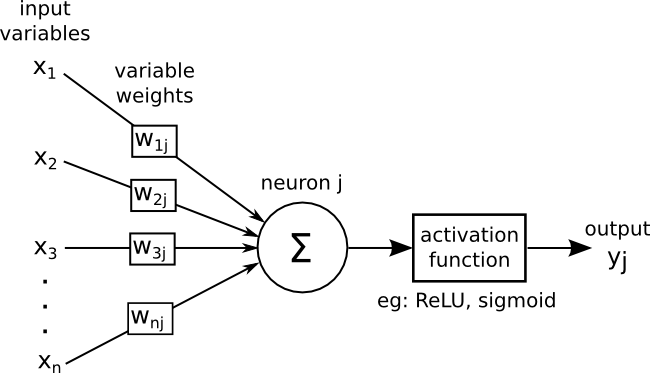 input
variables
x₁
variable
weights
w₁ⱼ
x₂
w₂ⱼ
neuron j
x₃
w₃ⱼ
Σ
activation
function
output
yⱼ
eg: ReLU, sigmoid
.
.
.
wₙⱼ
xₙ